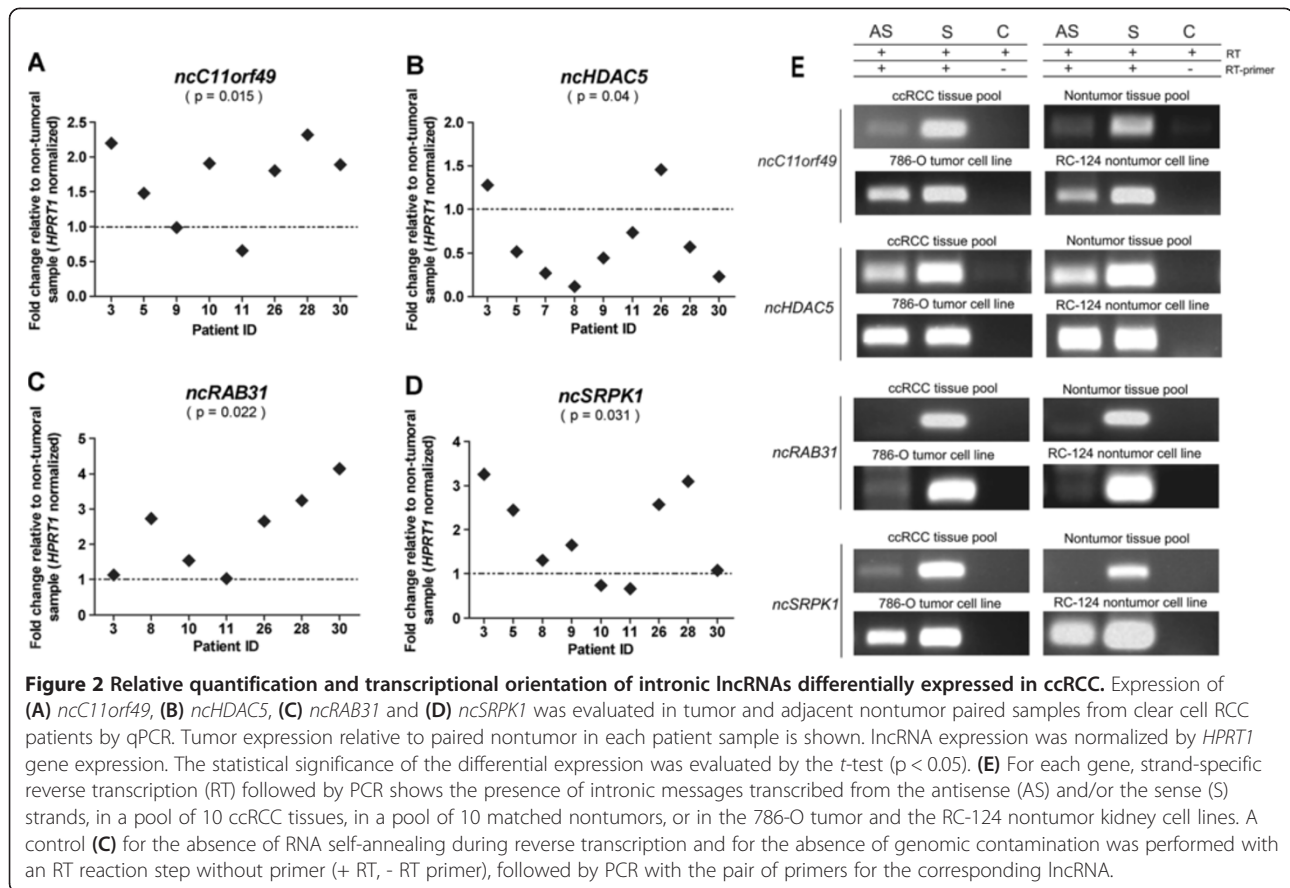 A
ncC11orf49
( p = 0.015 )
Fold change relative to non-tumoral
sample (HPRT1 normalized)
2.5
2.0
1.5
1.0
0.5
0.0
3 5 9 10 11 26 28 30
Patient ID
B
ncHDAC5
( p = 0.04 )
Fold change relative to non-tumoral
sample (HPRT1 normalized)
2.0
1.5
1.0
0.5
0.0
3 5 7 8 9 11 26 28 30
Patient ID
C
ncRAB31
( p = 0.022 )
Fold change relative to non-tumoral
sample (HPRT1 normalized)
5
4
3
2
1
0
3 8 10 11 26 28 30
Patient ID
D
ncSRPK1
( p = 0.031 )
Fold change relative to non-tumoral
sample (HPRT1 normalized)
4
3
2
1
0
3 5 8 9 10 11 26 28 30
Patient ID
E
AS S C AS S C
+ + + + + + RT
+ + - + + - RT-primer
ccRCC tissue pool Nontumor tissue pool
ncC11orf49
786-O tumor cell line RC-124 nontumor cell line
ccRCC tissue pool Nontumor tissue pool
ncHDAC5
786-O tumor cell line RC-124 nontumor cell line
ccRCC tissue pool Nontumor tissue pool
ncRAB31
786-O tumor cell line RC-124 nontumor cell line
ccRCC tissue pool Nontumor tissue pool
ncSRPK1
786-O tumor cell line RC-124 nontumor cell line
Figure 2 Relative quantification and transcriptional orientation of intronic lncRNAs differentially expressed in ccRCC. Expression of
(A) ncC11orf49, (B) ncHDAC5, (C) ncRAB31 and (D) ncSRPK1 was evaluated in tumor and adjacent nontumor paired samples from clear cell RCC
patients by qPCR. Tumor expression relative to paired nontumor in each patient sample is shown. lncRNA expression was normalized by HPRT1
gene expression. The statistical significance of the differential expression was evaluated by the t-test (p < 0.05). (E) For each gene, strand-specific
reverse transcription (RT) followed by PCR shows the presence of intronic messages transcribed from the antisense (AS) and/or the sense (S)
strands, in a pool of 10 ccRCC tissues, in a pool of 10 matched nontumors, or in the 786-O tumor and the RC-124 nontumor kidney cell lines. A
control (C) for the absence of RNA self-annealing during reverse transcription and for the absence of genomic contamination was performed with
an RT reaction step without primer (+ RT, - RT primer), followed by PCR with the pair of primers for the corresponding lncRNA.